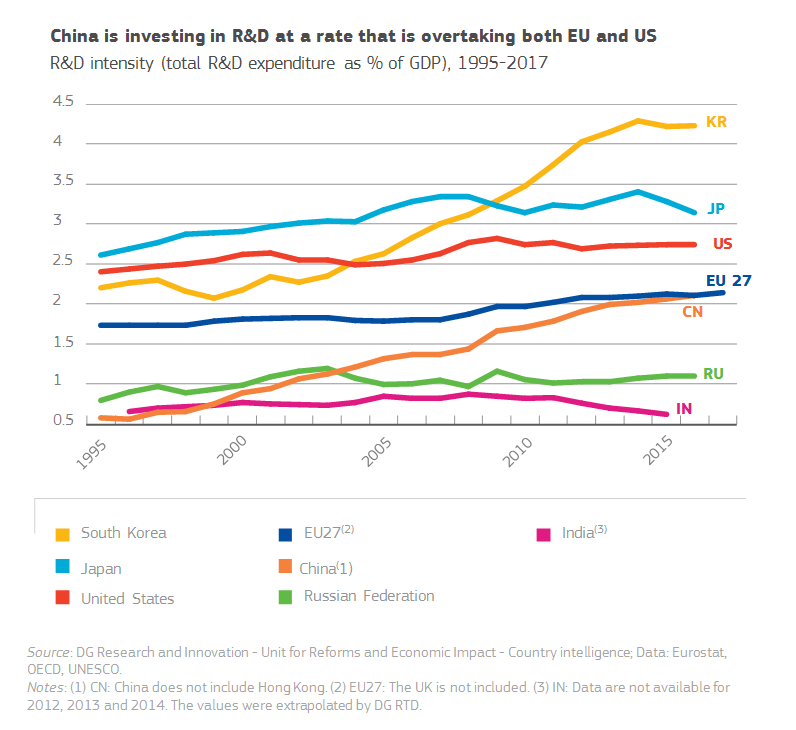 China is investing in R&D at a rate that is overtaking both EU and US
R&D intensity (total R&D expenditure as % of GDP), 1995-2017
4.5
4
3.5
3
2.5
2
1.5
1
0.5
KR
JP
US
EU 27
CN
RU
IN
1995
2000
2005
2010
2015
South Korea
EU27(2)
India(3)
Japan
China(1)
United States
Russian Federation
Source: DG Research and Innovation - Unit for Reforms and Economic Impact - Country intelligence; Data: Eurostat,
OECD, UNESCO.
Notes: (1) CN: China does not include Hong Kong. (2) EU27: The UK is not included. (3) IN: Data are not available for
2012, 2013 and 2014. The values were extrapolated by DG RTD.